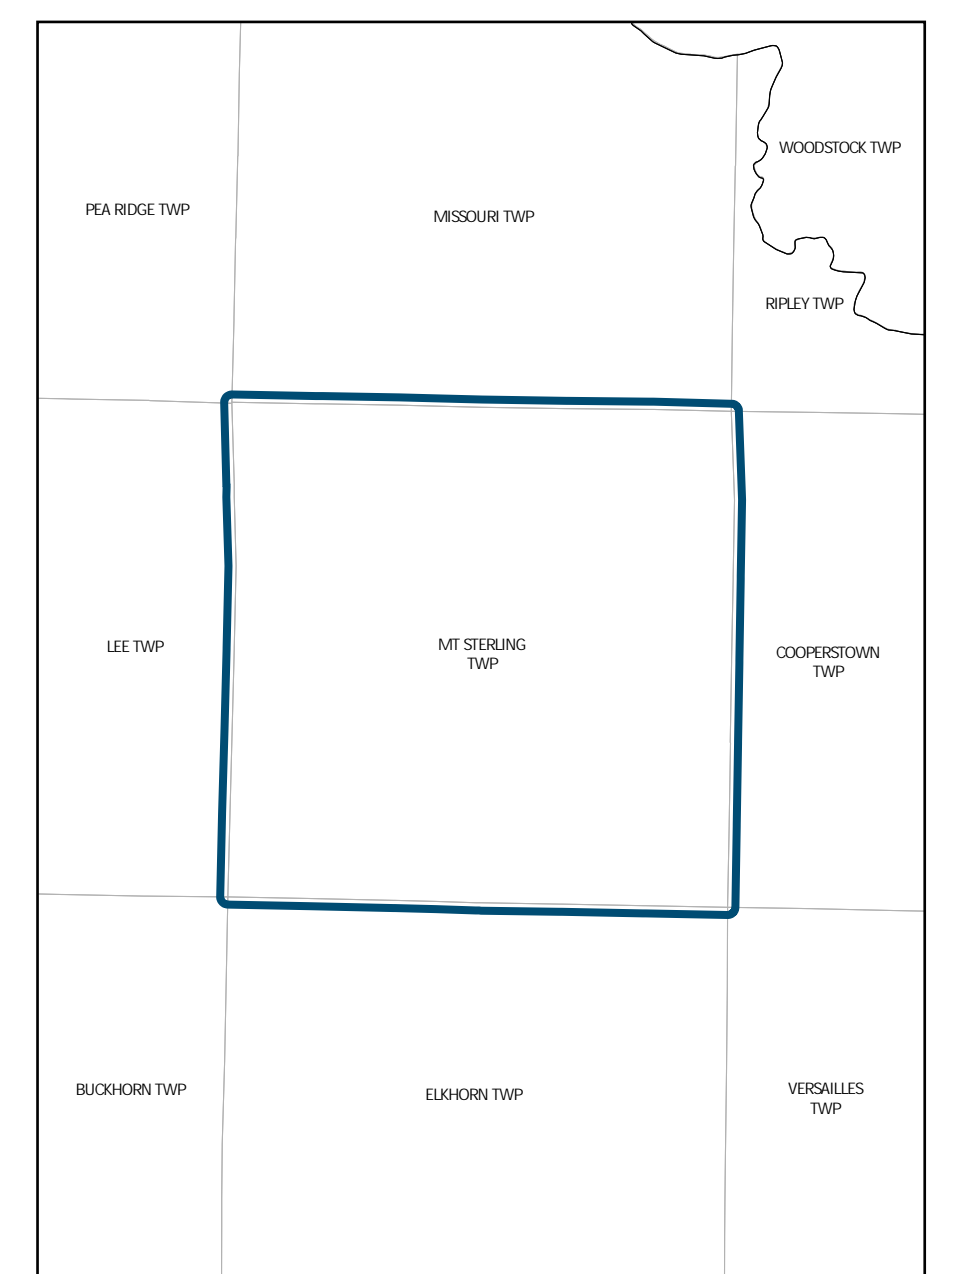 WOODSTOCK TWP
PEA RIDGE TWP
MISSOURI TWP
RIPLEY TWP
LEE TWP
MT STERLING
TWP
COOPERSTOWN
TWP
BUCKHORN TWP
ELKHORN TWP
VERSAILLES
TWP